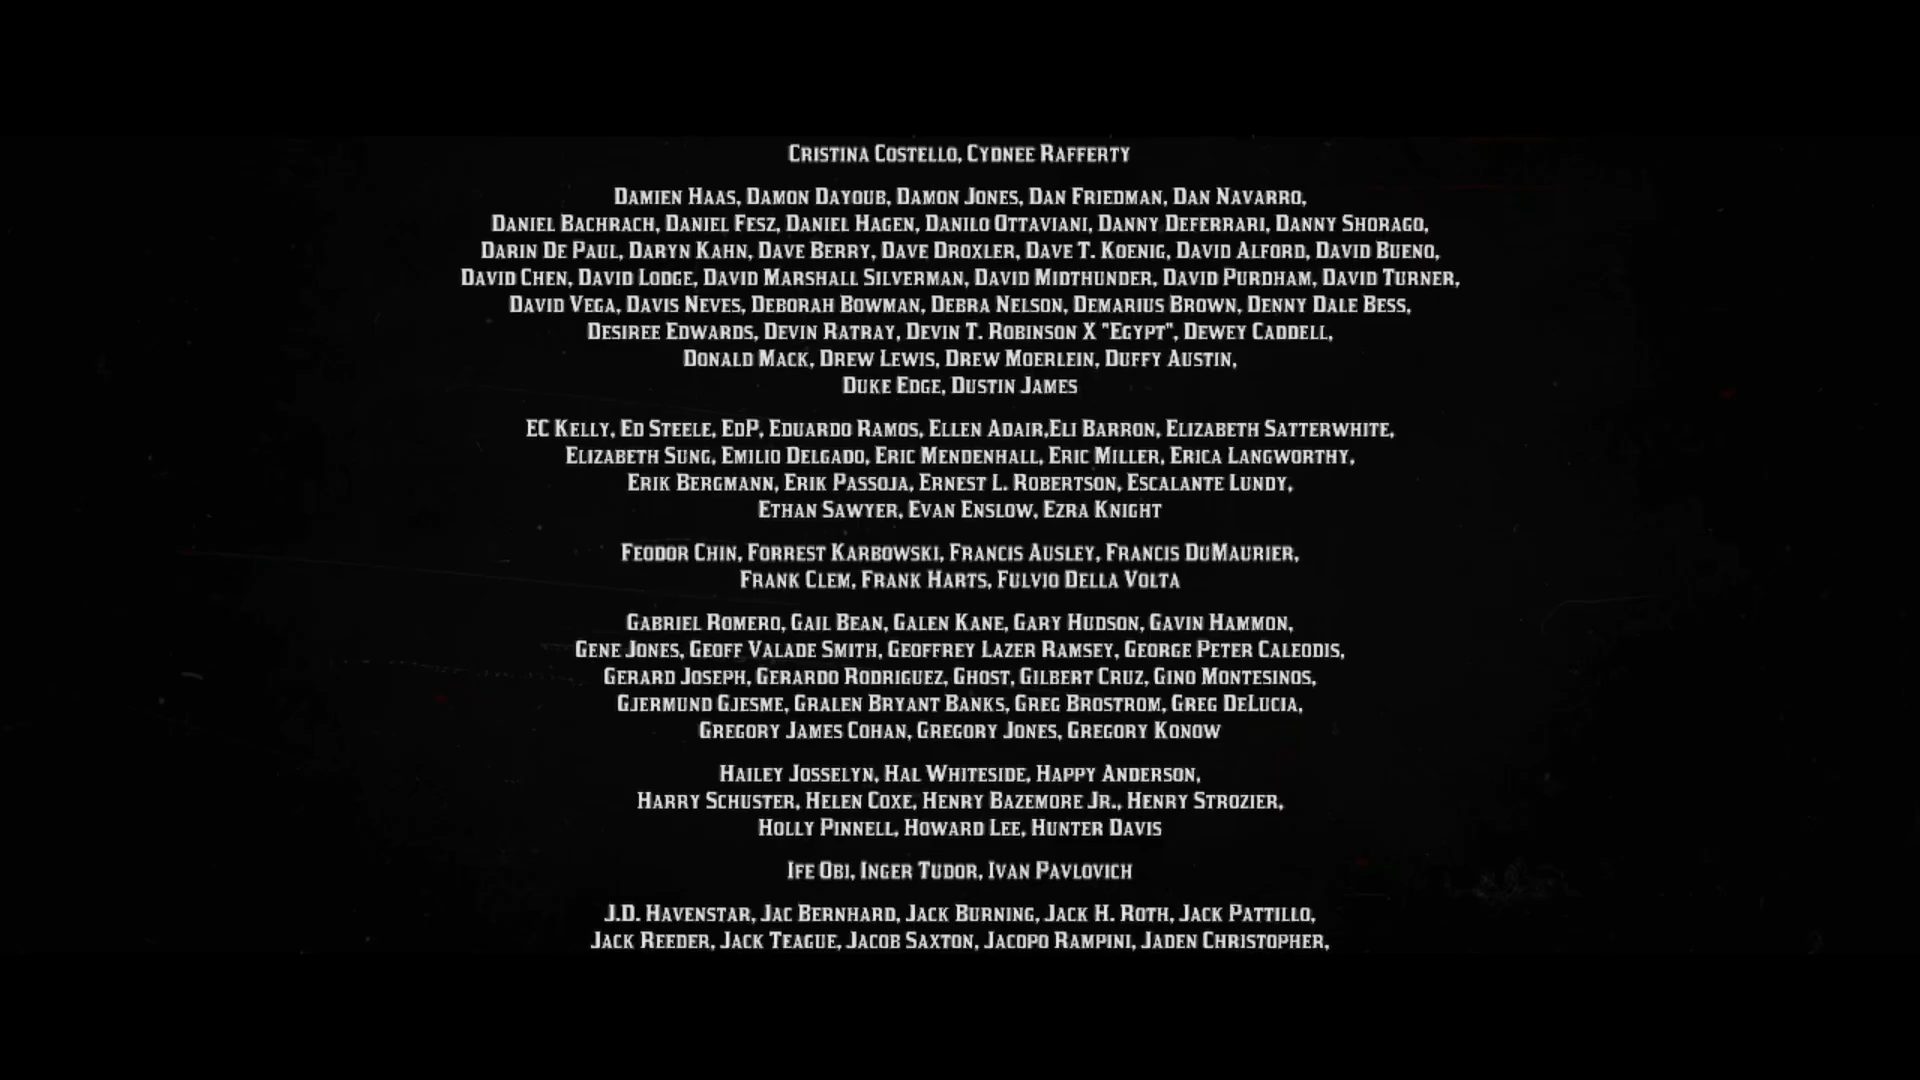 Cristina Costello, Cydnee Rafferty
Damien Haas, Damon Dayoub, Damon Jones, Dan Friedman, Dan Navarro,
Daniel Bachrach, Daniel Fesz, Daniel Hagen, Danilo Ottaviani, Danny Deferrari, Danny Shorago,
Darin De Paul, Daryn Kahn, Dave Berry, Dave Droxler, Dave T. Koenig, David Alford, David Bueno,
David Chen, David Lodge, David Marshall Silverman, David Midthunder, David Purdham, David Turner,
David Vega, Davis Neves, Deborah Bowman, Debra Nelson, Demarius Brown, Denny Dale Bess,
Desiree Edwards, Devin Ratray, Devin T. Robinson X "Egypt", Dewey Caddell,
Donald Mack, Drew Lewis, Drew Moerlein, Duffy Austin,
Duke Edge, Dustin James
EC Kelly, Ed Steele, EdP, Eduardo Ramos, Ellen Adair,Eli Barron, Elizabeth Satterwhite,
Elizabeth Sung, Emilio Delgado, Eric Mendenhall, Eric Miller, Erica Langworthy,
Erik Bergmann, Erik Passoja, Ernest L. Robertson, Escalante Lundy,
Ethan Sawyer, Evan Enslow, Ezra Knight
Feodor Chin, Forrest Karbowski, Francis Ausley, Francis DuMaurier,
Frank Clem, Frank Harts, Fulvio Della Volta
Gabriel Romero, Gail Bean, Galen Kane, Gary Hudson, Gavin Hammon,
Gene Jones, Geoff Valade Smith, Geoffrey Lazer Ramsey, George Peter Caleodis,
Gerard Joseph, Gerardo Rodriguez, Ghost, Gilbert Cruz, Gino Montesinos,
Gjermund Gjesme, Gralen Bryant Banks, Greg Brostrom, Greg DeLucia,
Gregory James Cohan, Gregory Jones, Gregory Konow
Hailey Josselyn, Hal Whiteside, Happy Anderson,
Harry Schuster, Helen Coxe, Henry Bazemore Jr., Henry Strozier,
Holly Pinnell, Howard Lee, Hunter Davis
Ife Obi, Inger Tudor, Ivan Pavlovich
J.D. Havenstar, Jac Bernhard, Jack Burning, Jack H. Roth, Jack Pattillo,
Jack Reeder, Jack Teague, Jacob Saxton, Jacopo Rampini, Jaden Christopher,